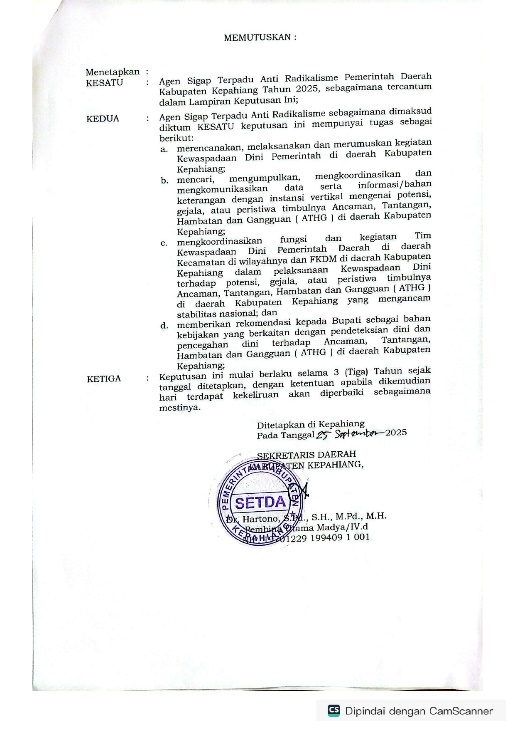 MEMUTUSKAN :
Menetapkan :
KESATU : Agen Sigap Terpadu Anti Radikalisme Pemerintah Daerah
Kabupaten Kepahiang Tahun 2025, sebagaimana tercantum
dalam Lampiran Keputusan Ini;
KEDUA : Agen Sigap Terpadu Anti Radikalisme sebagaimana dimaksud
diktum KESATU keputusan ini mempunyai tugas sebagai
berikut:
a. merencanakan, melaksanakan dan merumuskan kegiatan
Kewaspadaan Dini Pemerintah di daerah Kabupaten
Kepahiang;
b. mencari, mengumpulkan, mengkoordinasikan dan
mengkomunikasikan data serta informasi/bahan
keterangan dengan instansi vertikal mengenai potensi,
gejala, atau peristiwa timbulnya Ancaman, Tantangan,
Hambatan dan Gangguan ( ATHG ) di daerah Kabupaten
Kepahiang;
c. mengkoordinasikan fungsi dan kegiatan Tim
Kewaspadaan Dini Pemerintah Daerah di daerah
Kecamatan di wilayahnya dan FKDM di daerah Kabupaten
Kepahiang dalam pelaksanaan Kewaspadaan Dini
terhadap potensi, gejala, atau peristiwa timbulnya
Ancaman, Tantangan, Hambatan dan Gangguan ( ATHG )
di daerah Kabupaten Kepahiang yang mengancam
stabilitas nasional; dan
d. memberikan rekomendasi kepada Bupati sebagai bahan
kebijakan yang berkaitan dengan pendeteksian dini dan
pencegahan dini terhadap Ancaman, Tantangan,
Hambatan dan Gangguan ( ATHG ) di daerah Kabupaten
Kepahiang;
KETIGA : Keputusan ini mulai berlaku selama 3 (Tiga) Tahun sejak
tanggal ditetapkan, dengan ketentuan apabila dikemudian
hari terdapat kekeliruan akan diperbaiki sebagaimana
mestinya.
Ditetapkan di Kepahiang
Pada Tanggal 25 September 2025
SEKRETARIS DAERAH
KABUPATEN KEPAHIANG,
PEMERINTAH KABUPATEN
SETDA
KEPAHIANG
Dr. Hartono, S.Pd., S.H., M.Pd., M.H.
Pembina Utama Madya/IV.d
1229 199409 1 001
CS Dipindai dengan CamScanner